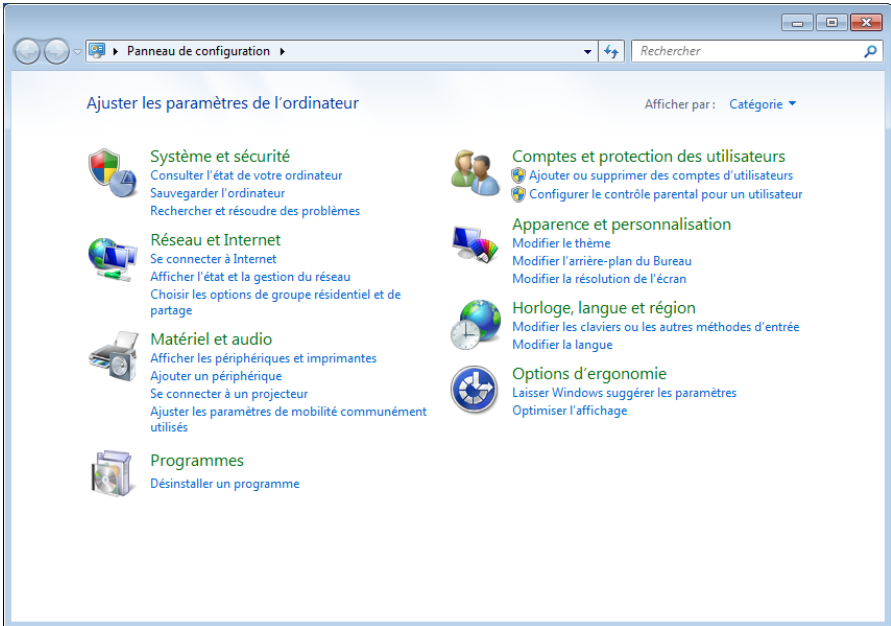 Panneau de configuration
Rechercher
Ajuster les paramètres de l'ordinateur
Afficher par : Catégorie
Système et sécurité
Consulter l'état de votre ordinateur
Sauvegarder l'ordinateur
Rechercher et résoudre des problèmes
Réseau et Internet
Se connecter à Internet
Afficher l'état et la gestion du réseau
Choisir les options de groupe résidentiel et de
partage
Matériel et audio
Afficher les périphériques et imprimantes
Ajouter un périphérique
Se connecter à un projecteur
Ajuster les paramètres de mobilité communément
utilisés
Programmes
Désinstaller un programme
Comptes et protection des utilisateurs
Ajouter ou supprimer des comptes d'utilisateurs
Configurer le contrôle parental pour un utilisateur
Apparence et personnalisation
Modifier le thème
Modifier l'arrière-plan du Bureau
Modifier la résolution de l'écran
Horloge, langue et région
Modifier les claviers ou les autres méthodes d'entrée
Modifier la langue
Options d'ergonomie
Laisser Windows suggérer les paramètres
Optimiser l'affichage